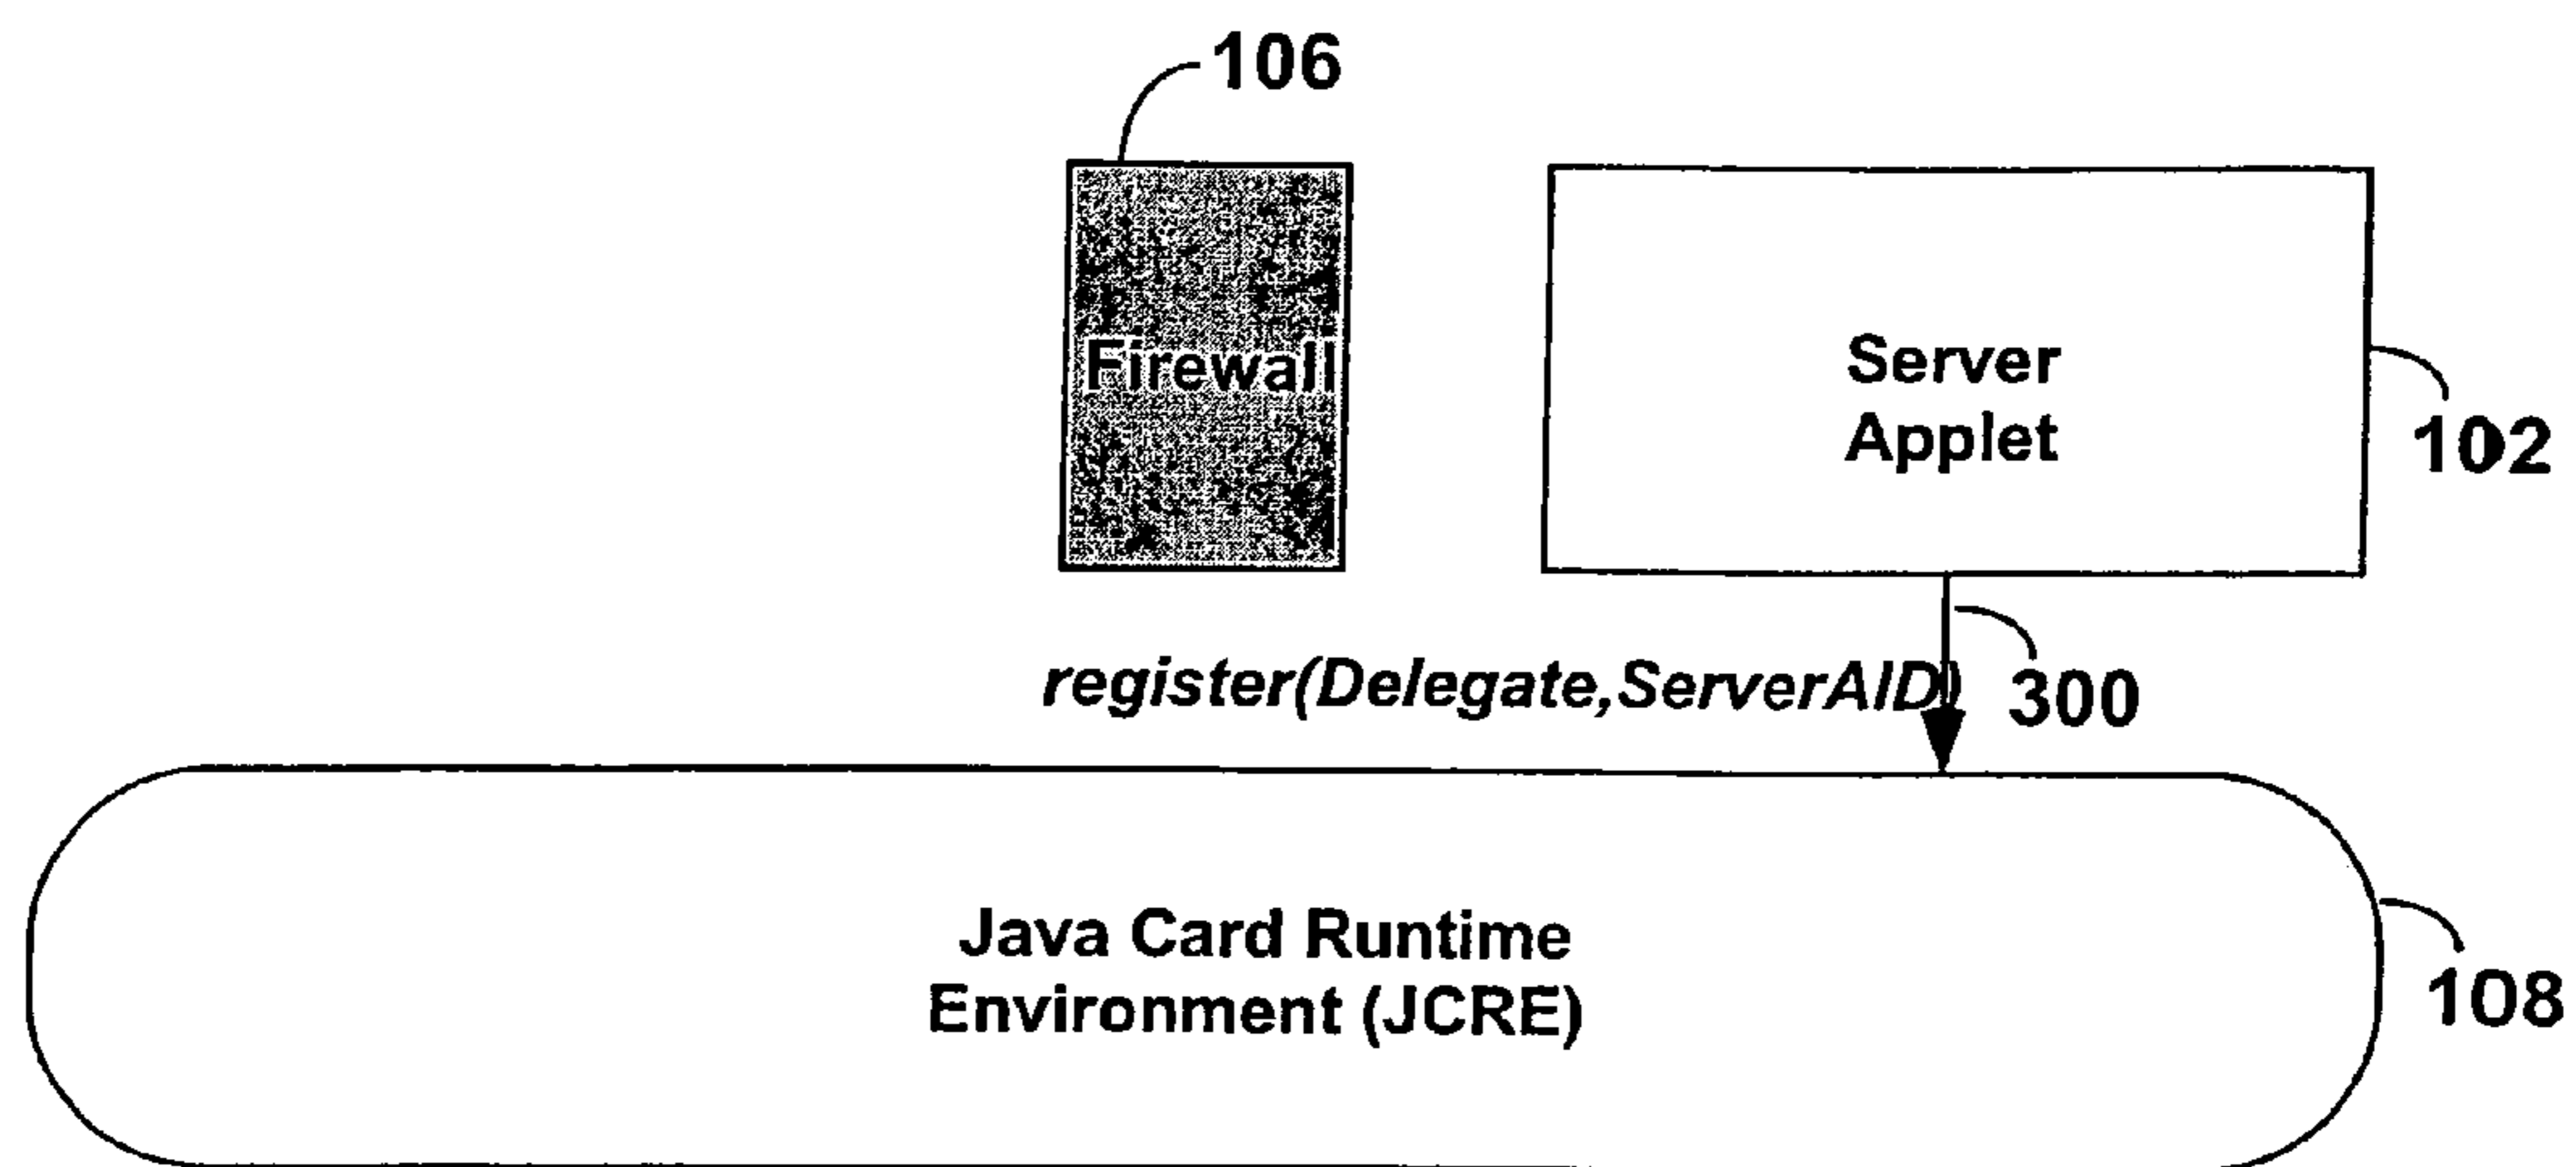 106
Firewall
Server
Applet
102
register(Delegate,ServerAID)
300
Java Card Runtime
Environment (JCRE)
108